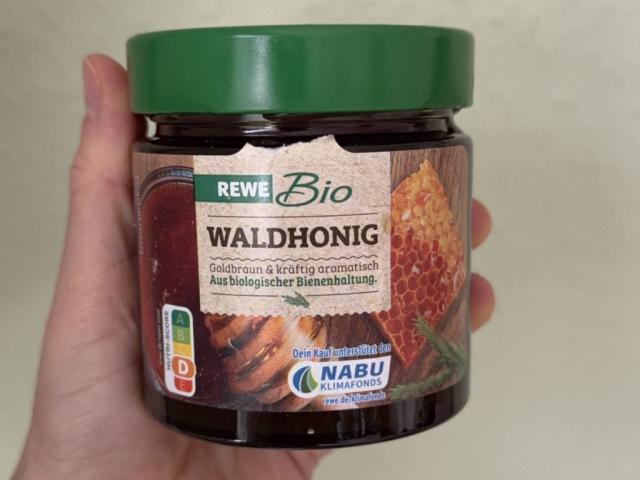 REWE Bio
WALDHONIG
Goldbraun & kräftig aromatisch
Aus biologischer Bienenhaltung.
NUTRI-SCORE
A
B
C
D
Dein Kauf unterstützt den
NABU
KLIMAFONDS
rewe.de/klimafonds